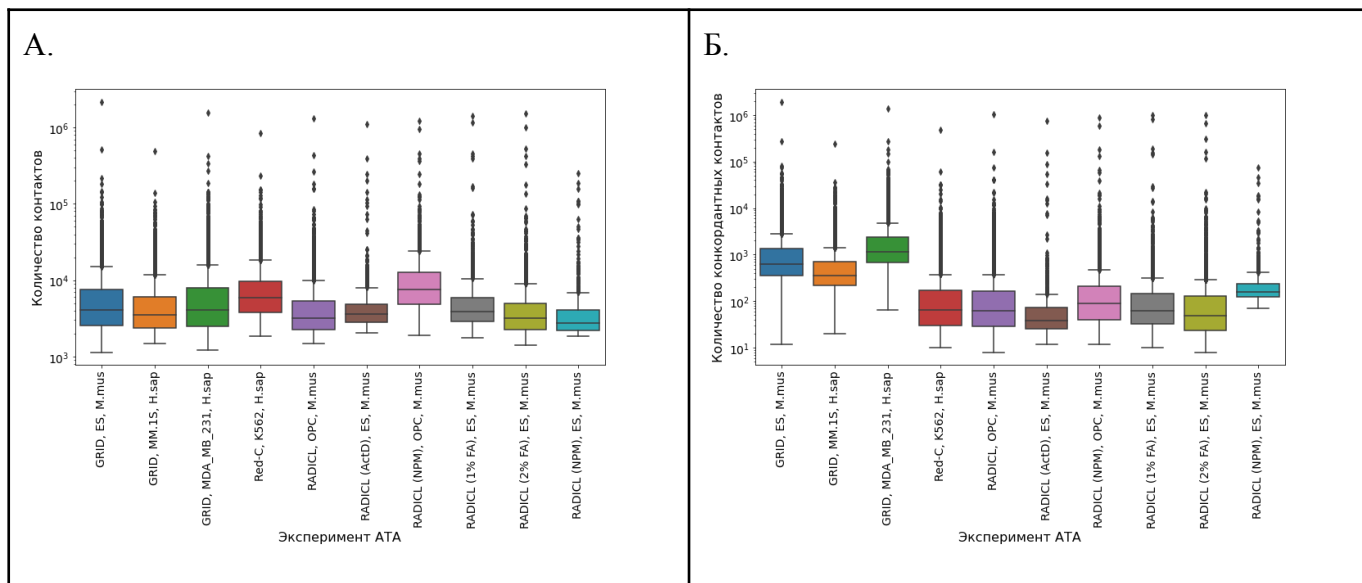 А.
Количество контактов
10^6
10^5
10^4
10^3
GRID, ES, M.mus
GRID, MM.1S, H.sap
GRID, MDA_MB_231, H.sap
Red-C, K562, H.sap
RADICL, OPC, M.mus
RADICL (ActD), ES, M.mus
RADICL (NPM), OPC, M.mus
RADICL (1% FA), ES, M.mus
RADICL (2% FA), ES, M.mus
RADICL (NPM), ES, M.mus
Эксперимент АТА
Б.
Количество конкордантных контактов
10^6
10^5
10^4
10^3
10^2
10^1
GRID, ES, M.mus
GRID, MM.1S, H.sap
GRID, MDA_MB_231, H.sap
Red-C, K562, H.sap
RADICL, OPC, M.mus
RADICL (ActD), ES, M.mus
RADICL (NPM), OPC, M.mus
RADICL (1% FA), ES, M.mus
RADICL (2% FA), ES, M.mus
RADICL (NPM), ES, M.mus
Эксперимент АТА